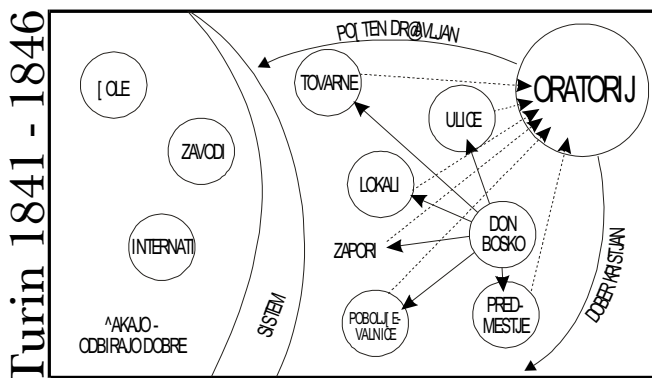 Turin 1841 - 1846
PO[ TEN DR@VLJAN
TOVARNE
ORATORIJ
[ OLE
ULICE
ZAVODI
LOKALI
DON
BOSKO
INTERNATI
ZAPORI
SISTEM
PRED-
MESTJE
DOBER KRISTJAN
POBOLJ[E-
VALNICE
^AKAJO -
ODBIRAJO DOBRE